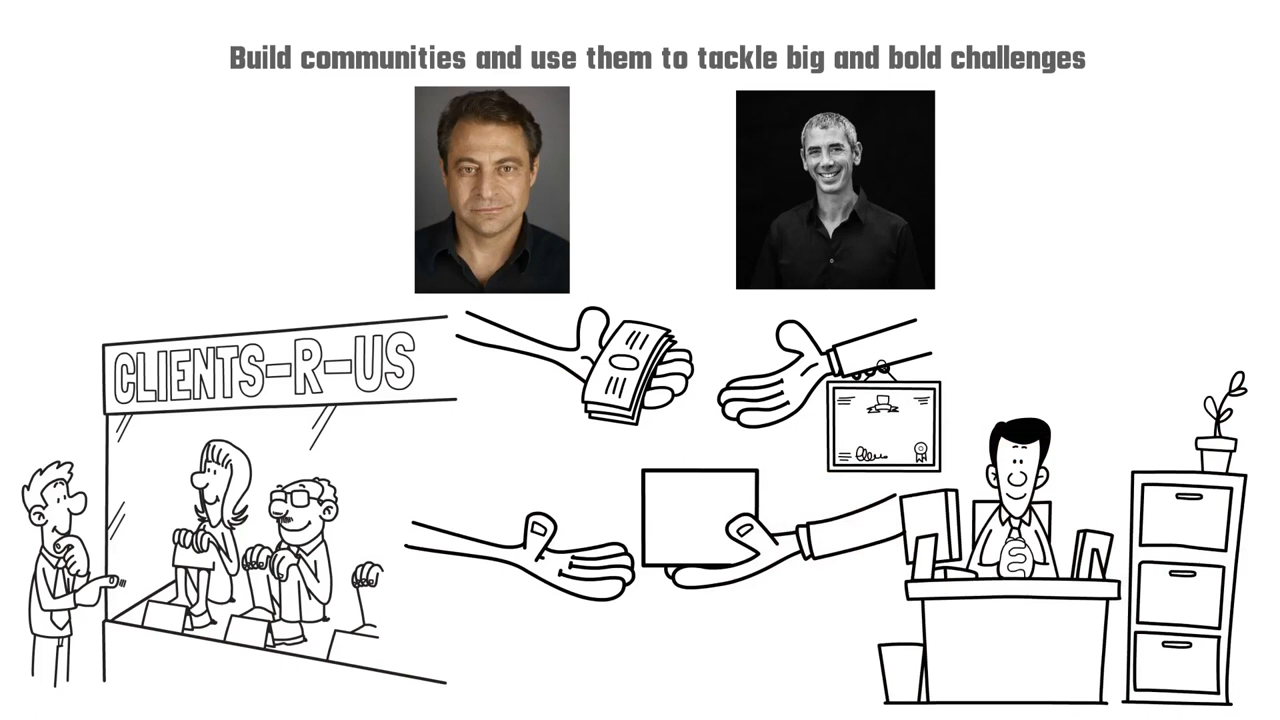 Build communities and use them to tackle big and bold challenges
CLIENTS-R-US